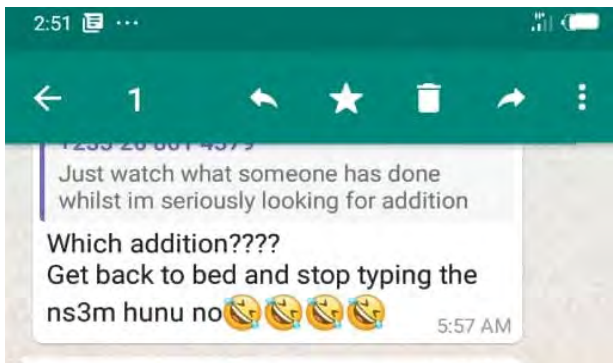 2:51
1
Just watch what someone has done
whilst im seriously looking for addition
Which addition????
Get back to bed and stop typing the
ns3m hunu no🤣🤣🤣🤣
5:57 AM